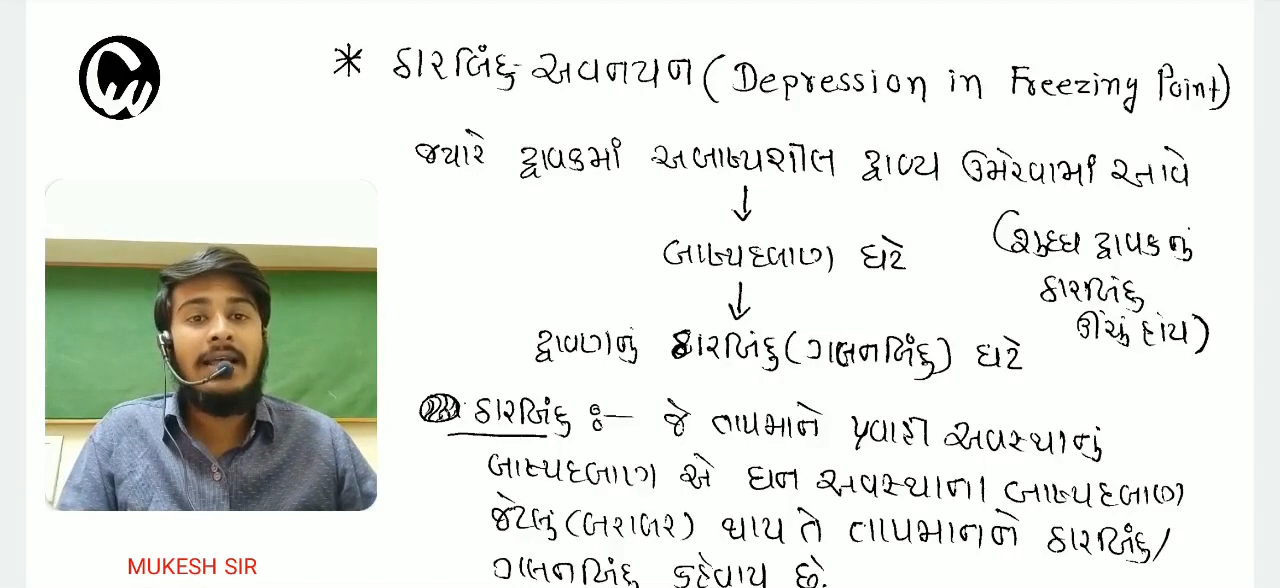 * ઠારબિંદુ અવનયન (Depression in Freezing Point)
જ્યારે દ્રાવકમાં અબાષ્પશીલ દ્રાવ્ય ઉમેરવામાં આવે
↓
બાષ્પદબાણ ઘટે
(શુદ્ધ દ્રાવકનું
ઠારબિંદુ
ઊંચું હોય)
↓
દ્રાવણનું ઠારબિંદુ (ગલનબિંદુ) ઘટે
ઠારબિંદુ :— જે તાપમાને પ્રવાહી અવસ્થાનું
બાષ્પદબાણ એ ઘન અવસ્થાના બાષ્પદબાણ
જેટલું (બરાબર) થાય તે તાપમાનને ઠારબિંદુ/
ગલનબિંદુ કહેવાય છે.
MUKESH SIR